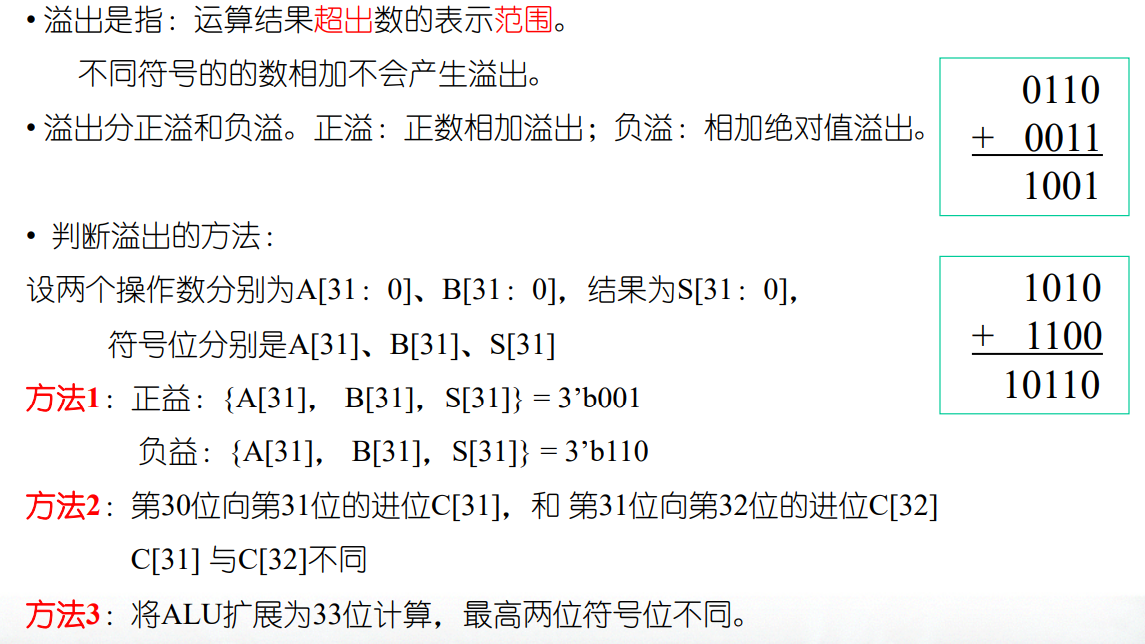 • 溢出是指：运算结果超出数的表示范围。
不同符号的的数相加不会产生溢出。
• 溢出分正溢和负溢。正溢：正数相加溢出；负溢：相加绝对值溢出。
• 判断溢出的方法：
设两个操作数分别为A[31：0]、B[31：0]，结果为S[31：0]，
符号位分别是A[31]、B[31]、S[31]
方法1：正益：{A[31]， B[31]，S[31]} = 3’b001
负益：{A[31]， B[31]，S[31]} = 3’b110
方法2：第30位向第31位的进位C[31]，和 第31位向第32位的进位C[32]
C[31] 与C[32]不同
方法3：将ALU扩展为33位计算，最高两位符号位不同。
0110
+ 0011
1001
1010
+ 1100
10110